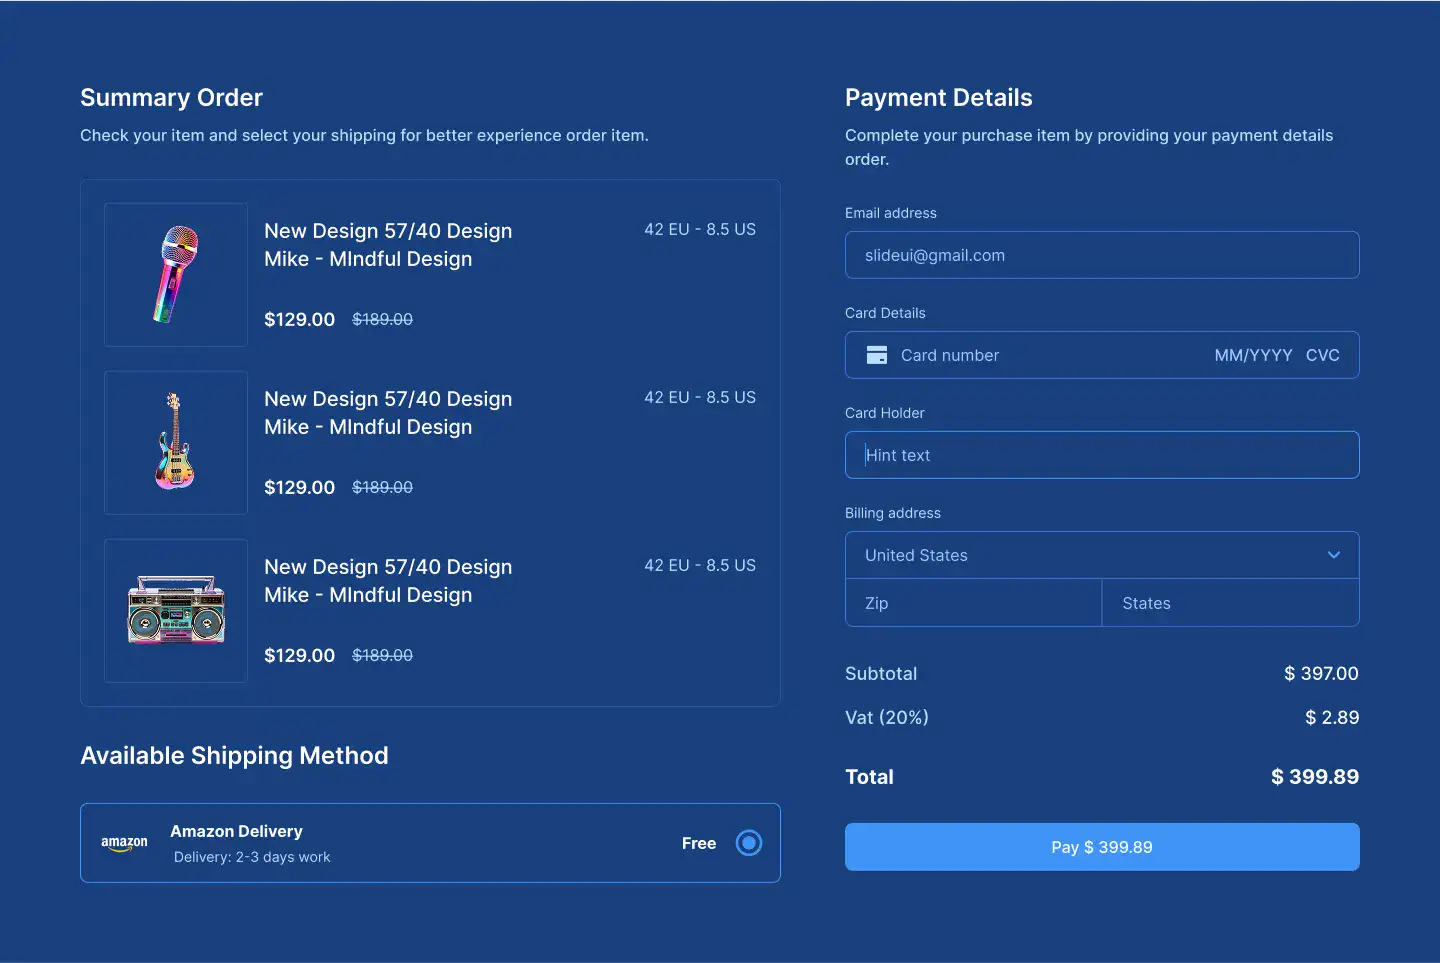 Summary Order
Check your item and select your shipping for better experience order item.
New Design 57/40 Design
Mike - MIndful Design
42 EU - 8.5 US
$129.00 $189.00
New Design 57/40 Design
Mike - MIndful Design
42 EU - 8.5 US
$129.00 $189.00
New Design 57/40 Design
Mike - MIndful Design
42 EU - 8.5 US
$129.00 $189.00
Available Shipping Method
amazon
Amazon Delivery
Delivery: 2-3 days work
Free
Payment Details
Complete your purchase item by providing your payment details
order.
Email address
slideui@gmail.com
Card Details
Card number MM/YYYY CVC
Card Holder
Hint text
Billing address
United States
Zip States
Subtotal $ 397.00
Vat (20%) $ 2.89
Total $ 399.89
Pay $ 399.89